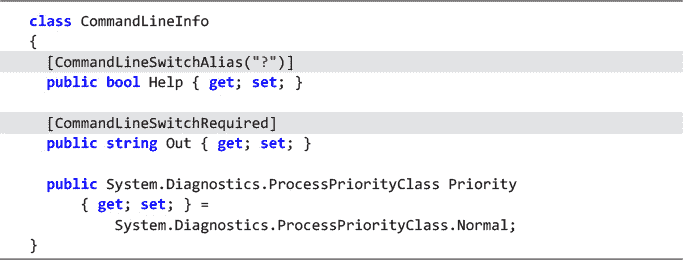 class CommandLineInfo
{
[CommandLineSwitchAlias("?")]
public bool Help { get; set; }
[CommandLineSwitchRequired]
public string Out { get; set; }
public System.Diagnostics.ProcessPriorityClass Priority
{ get; set; } =
System.Diagnostics.ProcessPriorityClass.Normal;
}